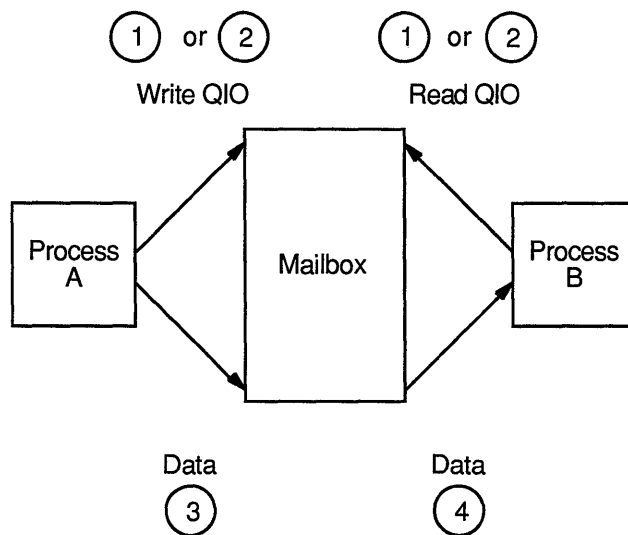 1 or 2
1 or 2
Write QIO
Read QIO
Process
A
Mailbox
Process
B
Data
Data
3
4